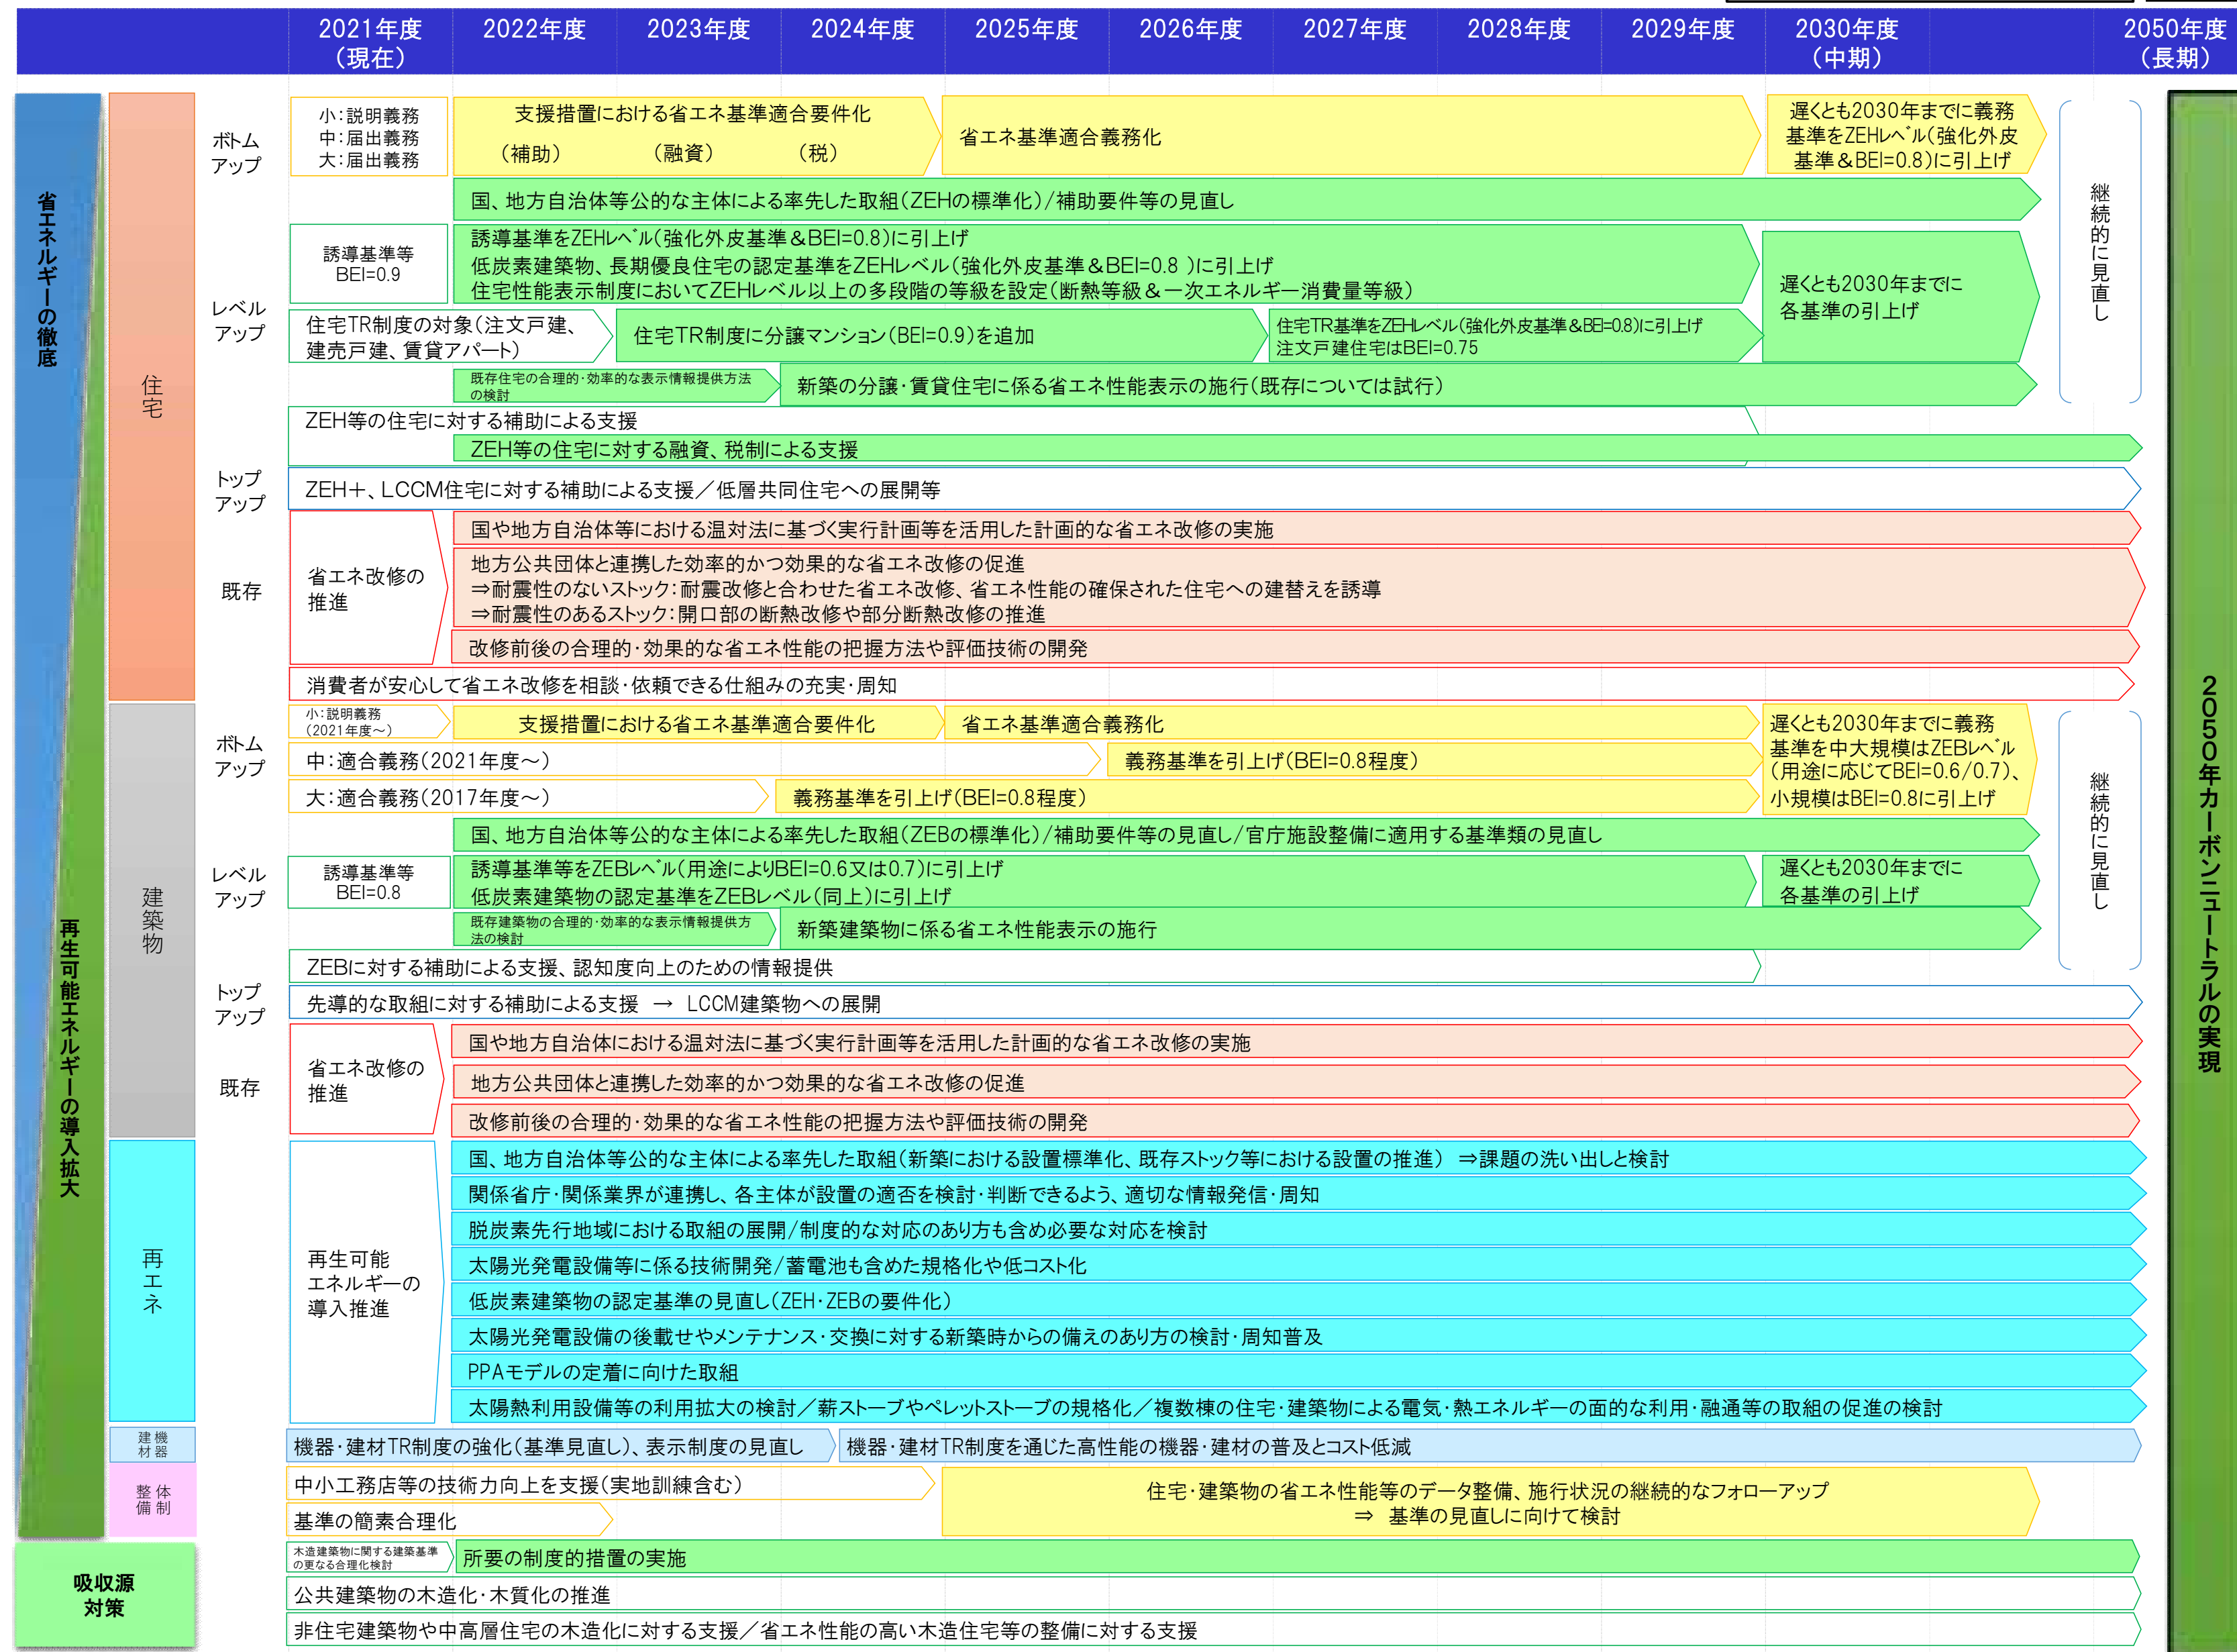 2021年度
(現在)
2022年度
2023年度
2024年度
2025年度
2026年度
2027年度
2028年度
2029年度
2030年度
(中期)
2050年度
(長期)
省エネルギーの徹底
再生可能エネルギーの導入拡大
住宅
ボトム
アップ
小:説明義務
中:届出義務
大:届出義務
支援措置における省エネ基準適合要件化
(補助) (融資) (税)
省エネ基準適合義務化
遅くとも2030年までに義務
基準をZEHレベル(強化外皮
基準&BEI=0.8)に引上げ
国、地方自治体等公的な主体による率先した取組(ZEHの標準化)/補助要件等の見直し
継続的に見直し
レベル
アップ
誘導基準等
BEI=0.9
誘導基準をZEHレベル(強化外皮基準&BEI=0.8)に引上げ
低炭素建築物、長期優良住宅の認定基準をZEHレベル(強化外皮基準&BEI=0.8 )に引上げ
住宅性能表示制度においてZEHレベル以上の多段階の等級を設定(断熱等級&一次エネルギー消費量等級)
遅くとも2030年までに
各基準の引上げ
住宅TR制度の対象(注文戸建、
建売戸建、賃貸アパート)
住宅TR制度に分譲マンション(BEI=0.9)を追加
住宅TR基準をZEHレベル(強化外皮基準&BEI=0.8)に引上げ
注文戸建住宅はBEI=0.75
既存住宅の合理的・効率的な表示情報提供方法
の検討
新築の分譲・賃貸住宅に係る省エネ性能表示の施行(既存については試行)
トップ
アップ
ZEH等の住宅に対する補助による支援
ZEH等の住宅に対する融資、税制による支援
ZEH+、LCCM住宅に対する補助による支援/低層共同住宅への展開等
既存
省エネ改修の
推進
国や地方自治体等における温対法に基づく実行計画等を活用した計画的な省エネ改修の実施
地方公共団体と連携した効率的かつ効果的な省エネ改修の促進
⇒耐震性のないストック:耐震改修と合わせた省エネ改修、省エネ性能の確保された住宅への建替えを誘導
⇒耐震性のあるストック:開口部の断熱改修や部分断熱改修の推進
改修前後の合理的・効果的な省エネ性能の把握方法や評価技術の開発
消費者が安心して省エネ改修を相談・依頼できる仕組みの充実・周知
建築物
ボトム
アップ
小:説明義務
(2021年度~)
支援措置における省エネ基準適合要件化
省エネ基準適合義務化
遅くとも2030年までに義務
基準を中大規模はZEBレベル
(用途に応じてBEI=0.6/0.7)、
小規模はBEI=0.8に引上げ
中:適合義務(2021年度~)
義務基準を引上げ(BEI=0.8程度)
大:適合義務(2017年度~)
義務基準を引上げ(BEI=0.8程度)
継続的に見直し
国、地方自治体等公的な主体による率先した取組(ZEBの標準化)/補助要件等の見直し/官庁施設整備に適用する基準類の見直し
レベル
アップ
誘導基準等
BEI=0.8
誘導基準等をZEBレベル(用途によりBEI=0.6又は0.7)に引上げ
低炭素建築物の認定基準をZEBレベル(同上)に引上げ
遅くとも2030年までに
各基準の引上げ
既存建築物の合理的・効率的な表示情報提供方
法の検討
新築建築物に係る省エネ性能表示の施行
トップ
アップ
ZEBに対する補助による支援、認知度向上のための情報提供
先導的な取組に対する補助による支援 → LCCM建築物への展開
既存
省エネ改修の
推進
国や地方自治体における温対法に基づく実行計画等を活用した計画的な省エネ改修の実施
地方公共団体と連携した効率的かつ効果的な省エネ改修の促進
改修前後の合理的・効果的な省エネ性能の把握方法や評価技術の開発
再エネ
再生可能
エネルギーの
導入推進
国、地方自治体等公的な主体による率先した取組(新築における設置標準化、既存ストック等における設置の推進) ⇒課題の洗い出しと検討
関係省庁・関係業界が連携し、各主体が設置の適否を検討・判断できるよう、適切な情報発信・周知
脱炭素先行地域における取組の展開/制度的な対応のあり方も含め必要な対応を検討
太陽光発電設備等に係る技術開発/蓄電池も含めた規格化や低コスト化
低炭素建築物の認定基準の見直し(ZEH・ZEBの要件化)
太陽光発電設備の後載せやメンテナンス・交換に対する新築時からの備えのあり方の検討・周知普及
PPAモデルの定着に向けた取組
太陽熱利用設備等の利用拡大の検討/薪ストーブやペレットストーブの規格化/複数棟の住宅・建築物による電気・熱エネルギーの面的な利用・融通等の取組の促進の検討
機器
建材
機器・建材TR制度の強化(基準見直し)、表示制度の見直し
機器・建材TR制度を通じた高性能の機器・建材の普及とコスト低減
体制
整備
中小工務店等の技術力向上を支援(実地訓練含む)
基準の簡素合理化
住宅・建築物の省エネ性能等のデータ整備、施行状況の継続的なフォローアップ
⇒ 基準の見直しに向けて検討
吸収源
対策
木造建築物に関する建築基準
の更なる合理化検討
所要の制度的措置の実施
公共建築物の木造化・木質化の推進
非住宅建築物や中高層住宅の木造化に対する支援/省エネ性能の高い木造住宅等の整備に対する支援
2050年カーボンニュートラルの実現